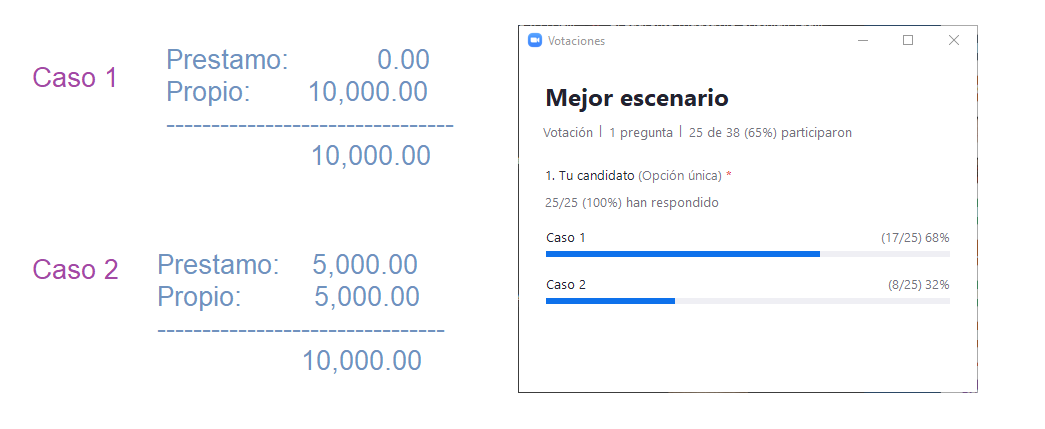 Caso 1
Prestamo: 0.00
Propio: 10,000.00
--------------------------------
10,000.00
Caso 2
Prestamo: 5,000.00
Propio: 5,000.00
--------------------------------
10,000.00
Votaciones
Mejor escenario
Votación | 1 pregunta | 25 de 38 (65%) participaron
1. Tu candidato (Opción única) *
25/25 (100%) han respondido
Caso 1 (17/25) 68%
Caso 2 (8/25) 32%